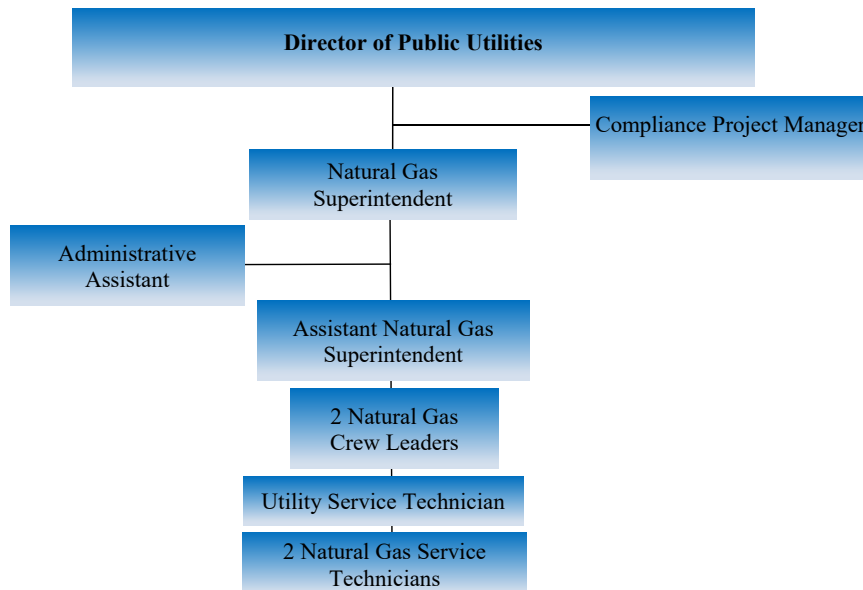 Director of Public Utilities
Compliance Project Manager
Natural Gas
Superintendent
Administrative
Assistant
Assistant Natural Gas
Superintendent
2 Natural Gas
Crew Leaders
Utility Service Technician
2 Natural Gas Service
Technicians